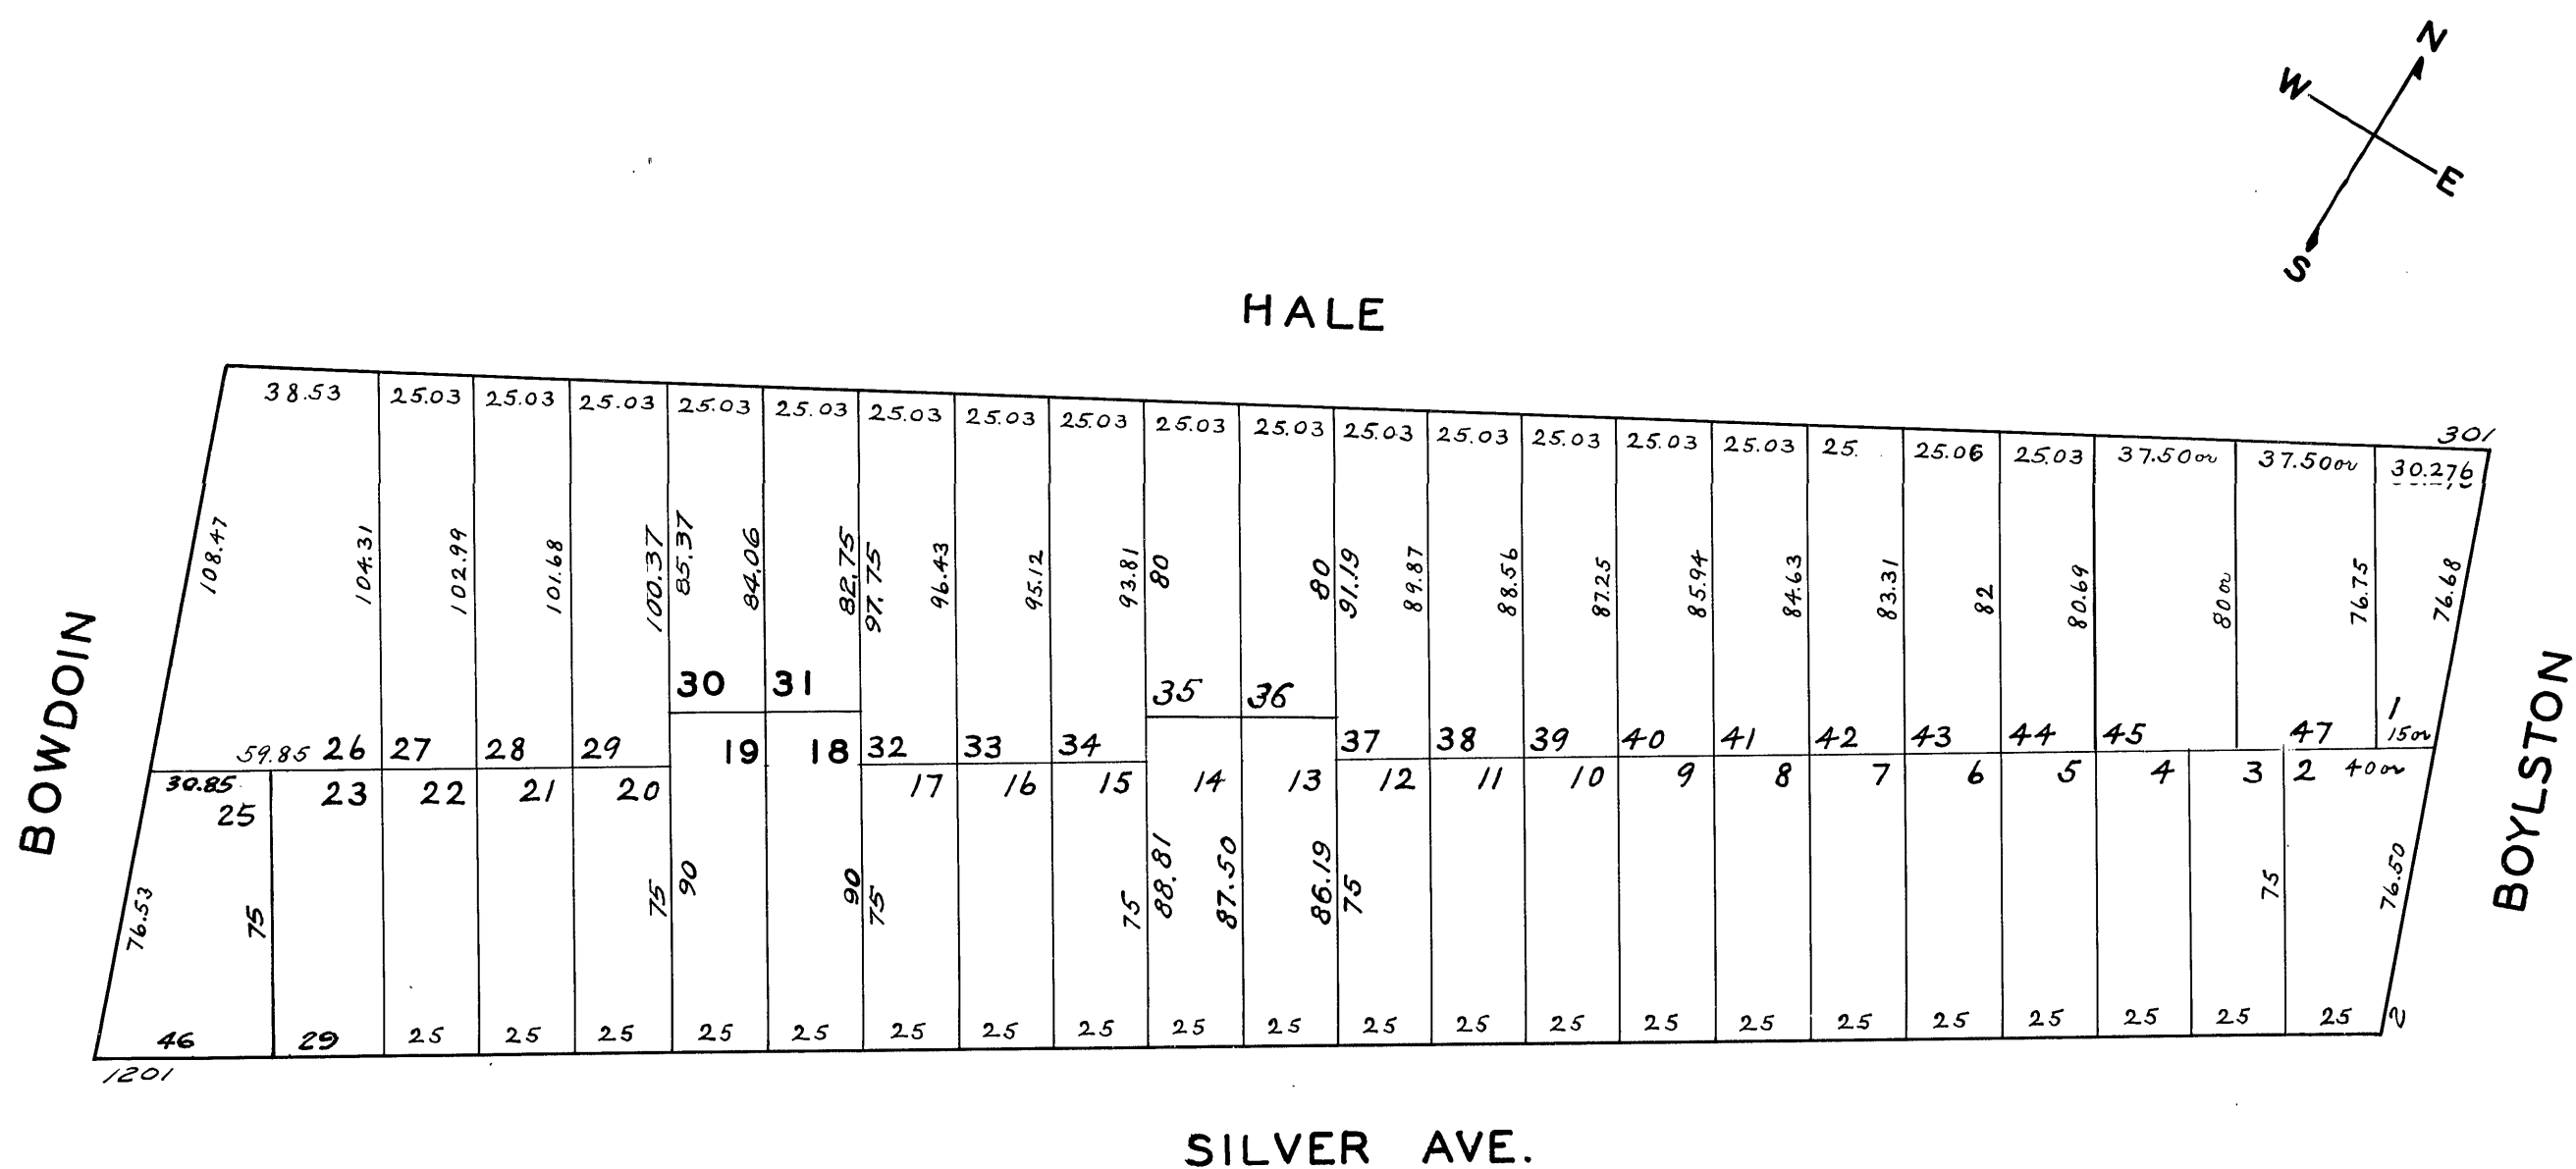 N
W
E
S
HALE
301
38.53 25.03 25.03 25.03 25.03 25.03 25.03 25.03 25.03 25.03 25.03 25.03 25.03 25.03 25.03 25.03 25. 25.06 25.03 37.50 or 37.50 or 30.276
108.47 104.31 102.99 101.68 100.37 85.37 84.06 82.75 97.75 96.43 95.12 93.81 80 80 91.19 89.87 88.56 87.25 85.94 84.63 83.31 82 80.69 80 or 76.75 76.68
BOWDOIN
BOYLSTON
30 31 35 36 1
59.85 26 27 28 29 19 18 32 33 34 37 38 39 40 41 42 43 44 45 47 15 or
30.85 25 23 22 21 20 17 16 15 14 13 12 11 10 9 8 7 6 5 4 3 2 40 or
76.53 75 75 90 90 75 75 88.81 87.50 86.19 75 75 76.50
46 29 25 25 25 25 25 25 25 25 25 25 25 25 25 25 25 25 25 25 25 25 25 2
1201
SILVER AVE.